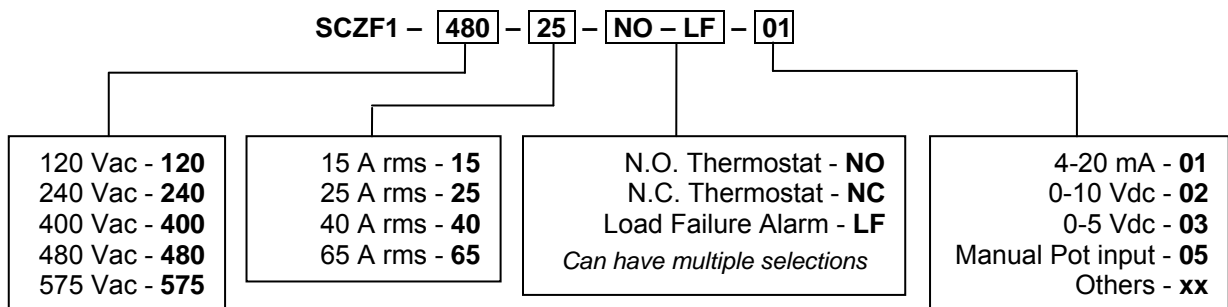 SCZF1 – 480 – 25 – NO – LF – 01
120 Vac - 120
240 Vac - 240
400 Vac - 400
480 Vac - 480
575 Vac - 575
15 A rms - 15
25 A rms - 25
40 A rms - 40
65 A rms - 65
N.O. Thermostat - NO
N.C. Thermostat - NC
Load Failure Alarm - LF
Can have multiple selections
4-20 mA - 01
0-10 Vdc - 02
0-5 Vdc - 03
Manual Pot input - 05
Others - xx